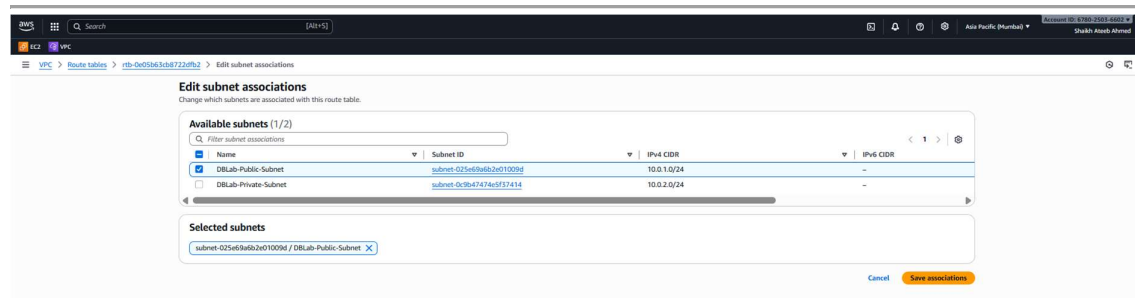 aws Search [Alt+S] Asia Pacific (Mumbai) ▼ Account ID: 6780-2503-6602 ▼
Shaikh Ateeb Ahmed
EC2 VPC
VPC > Route tables > rtb-0e05b63cb8722dfb2 > Edit subnet associations
Edit subnet associations
Change which subnets are associated with this route table.
Available subnets (1/2)
Filter subnet associations < 1 >
Name Subnet ID IPv4 CIDR IPv6 CIDR
DBLab-Public-Subnet subnet-025e69a6b2e01009d 10.0.1.0/24 –
DBLab-Private-Subnet subnet-0c9b47474e5f37414 10.0.2.0/24 –
Selected subnets
subnet-025e69a6b2e01009d / DBLab-Public-Subnet X
Cancel Save associations